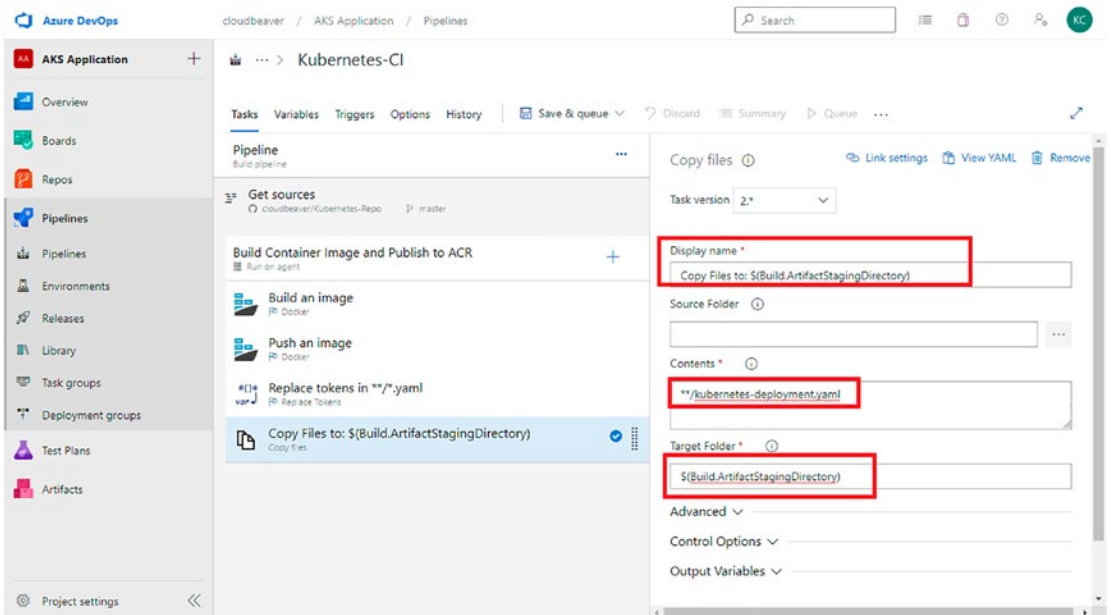 Azure DevOps
cloudbeaver / AKS Application / Pipelines
Search
KC
AA AKS Application
Overview
Boards
Repos
Pipelines
Pipelines
Environments
Releases
Library
Task groups
Deployment groups
Test Plans
Artifacts
Project settings
... > Kubernetes-CI
Tasks Variables Triggers Options History Save & queue Discard Summary Queue ...
Pipeline
Build pipeline
Get sources
cloudbeaver/Kubernetes-Repo master
Build Container Image and Publish to ACR
Run on agent
Build an image
Docker
Push an image
Docker
Replace tokens in **/*.yaml
Replace Tokens
Copy Files to: $(Build.ArtifactStagingDirectory)
Copy files
Copy files Link settings View YAML Remove
Task version 2.*
Display name *
Copy Files to: $(Build.ArtifactStagingDirectory)
Source Folder
Contents *
**/kubernetes-deployment.yaml
Target Folder *
$(Build.ArtifactStagingDirectory)
Advanced
Control Options
Output Variables